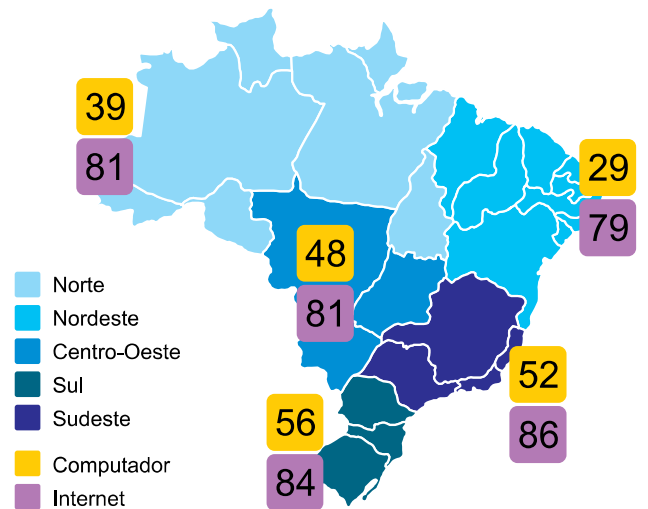 39
81
29
79
48
81
52
86
56
84
Norte
Nordeste
Centro-Oeste
Sul
Sudeste
Computador
Internet